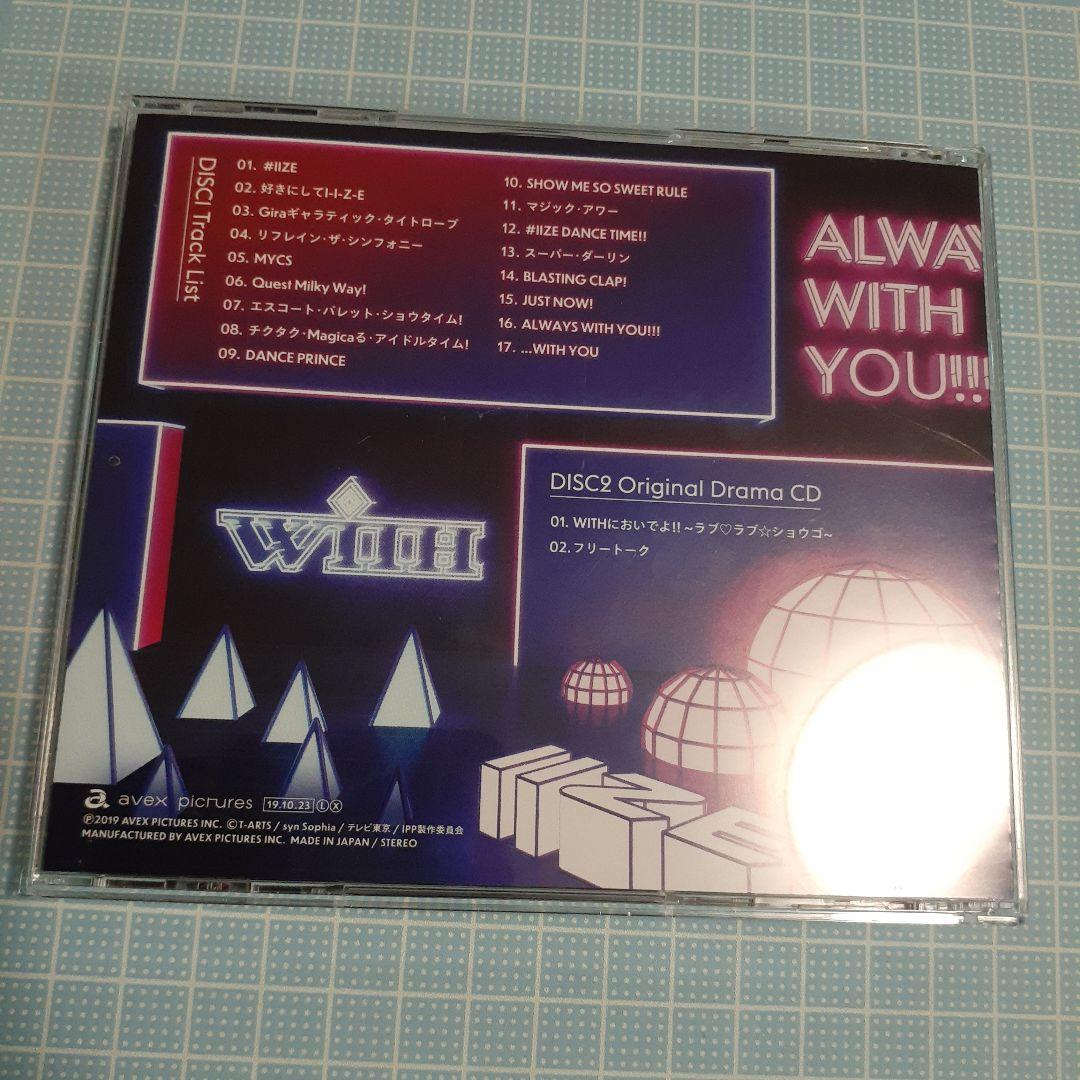 DISC1 Track List
01. #IIZE
02. 好きにしてI-I-Z-E
03. Giraギャラティック・タイトロープ
04. リフレイン・ザ・シンフォニー
05. MYCS
06. Quest Milky Way!
07. エスコート・パレット・ショウタイム!
08. チクタク・Magicaる・アイドルタイム!
09. DANCE PRINCE
10. SHOW ME SO SWEET RULE
11. マジック・アワー
12. #IIZE DANCE TIME!!
13. スーパー・ダーリン
14. BLASTING CLAP!
15. JUST NOW!
16. ALWAYS WITH YOU!!!
17. ...WITH YOU
ALWAY
WITH
YOU!!!
WITH
DISC2 Original Drama CD
01. WITHにおいでよ!! ~ラブ♡ラブ☆ショウゴ~
02.フリートーク
IIZE
a avex pictures 19.10.23 Ⓛ Ⓧ
Ⓟ2019 AVEX PICTURES INC. ©T-ARTS / syn Sophia / テレビ東京 / IPP製作委員会
MANUFACTURED BY AVEX PICTURES INC. MADE IN JAPAN / STEREO